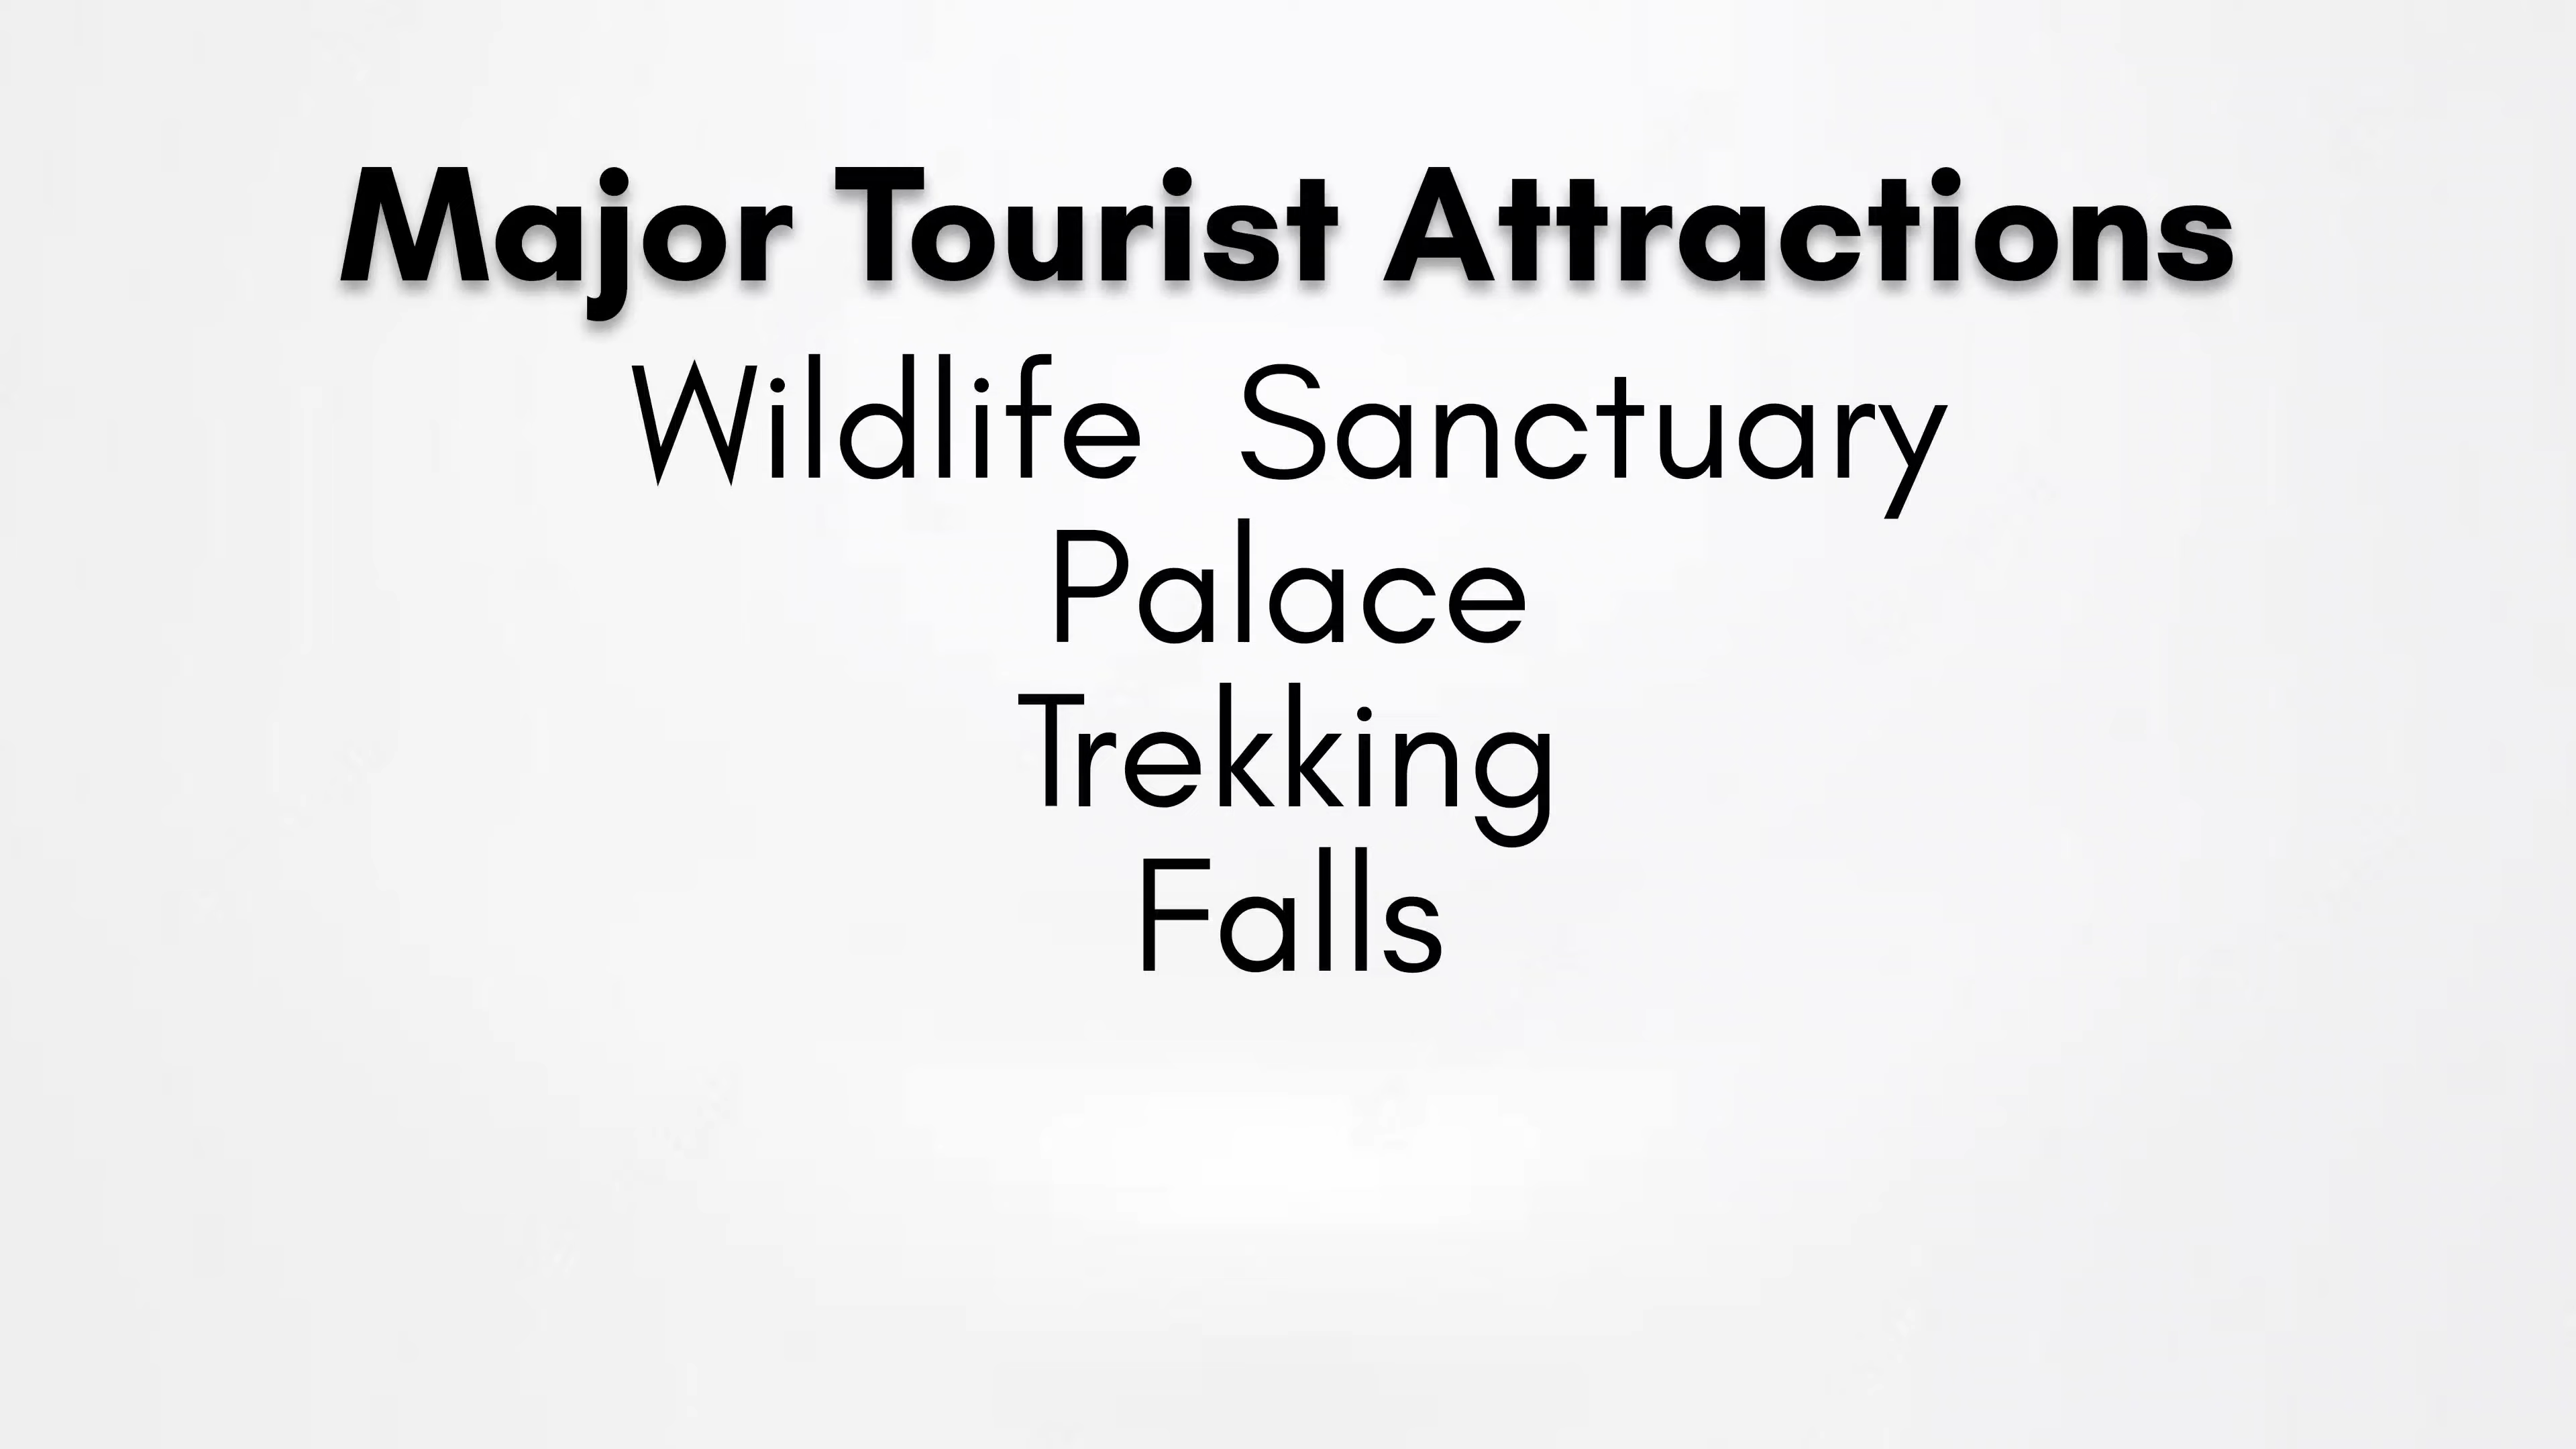 Major Tourist Attractions
Wildlife Sanctuary
Palace
Trekking
Falls